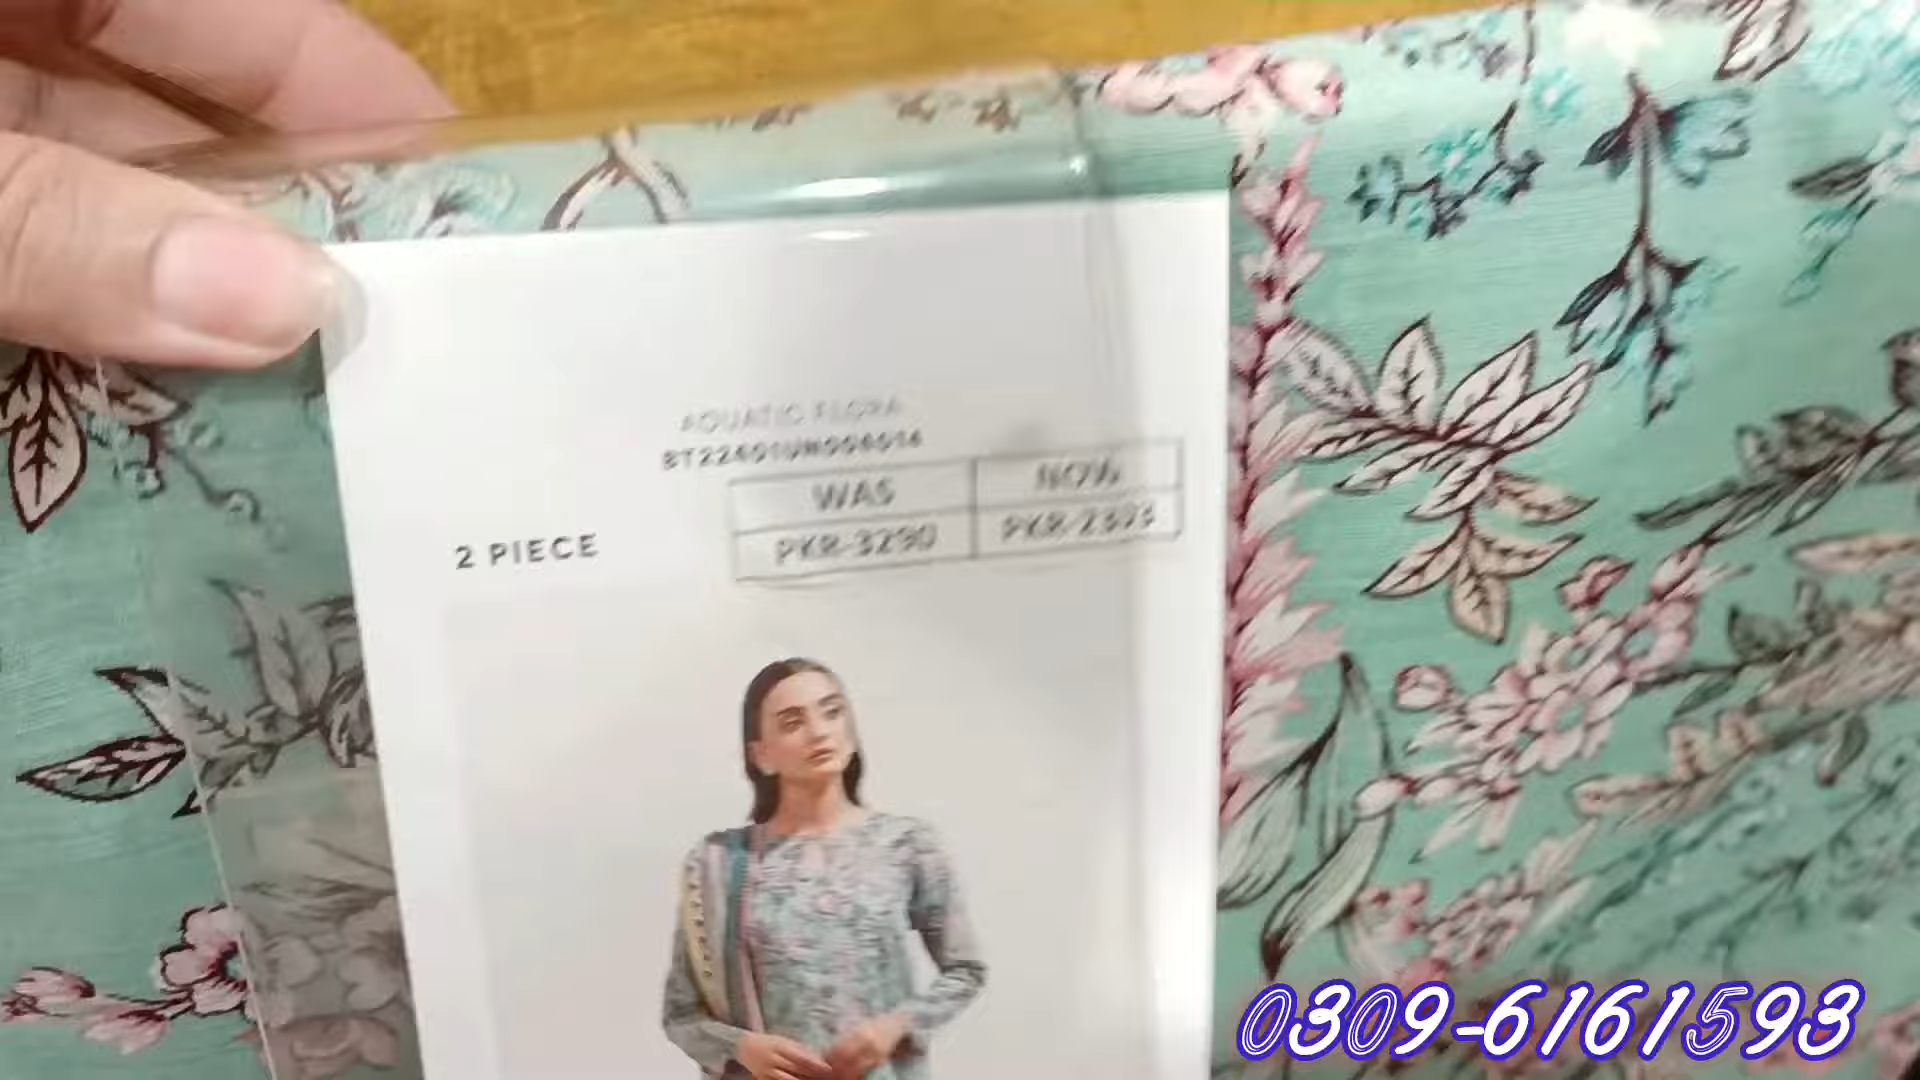 AQUATIC FLORA
WAS NOW
2 PIECE
PKR-3290
0309-6161593